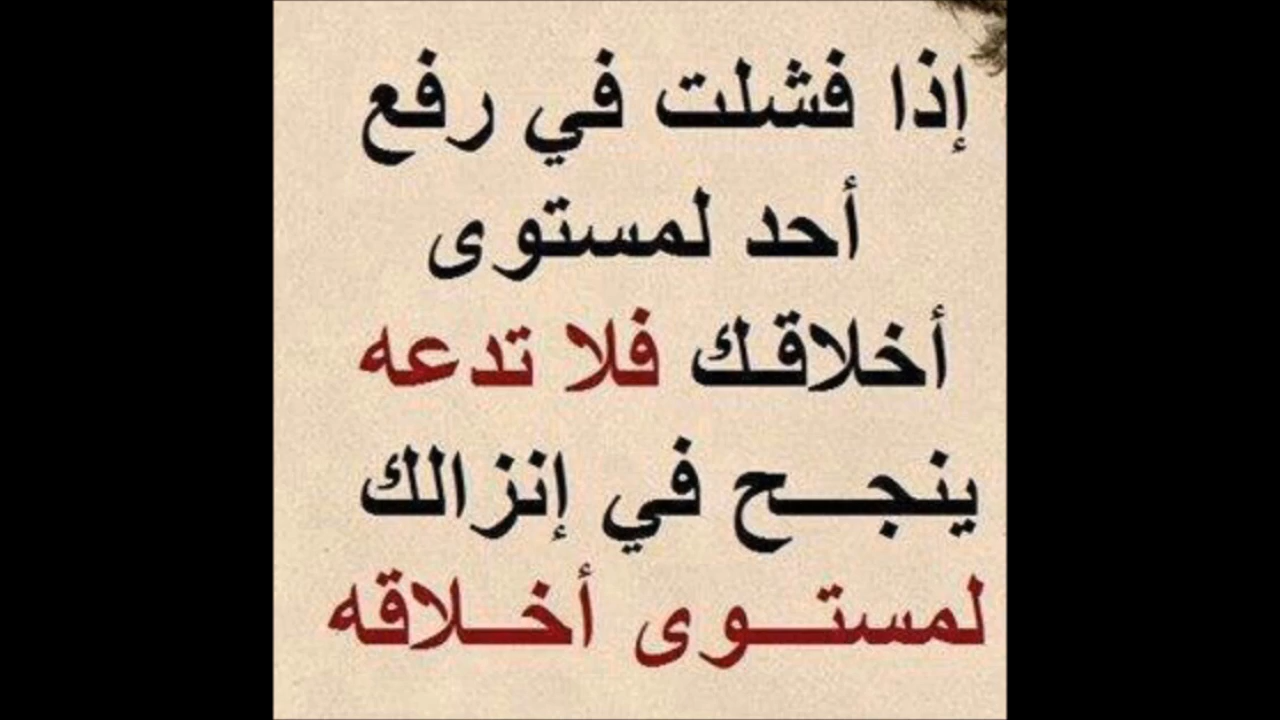 إذا فشلت في رفع
أحد لمستوى
أخلاقك فلا تدعه
ينجـــح في إنزالك
لمستـــوى أخـــلاقه